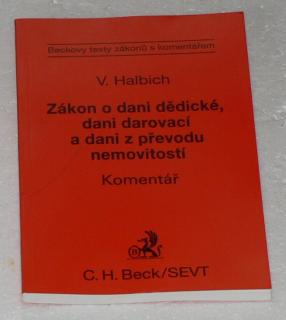 Beckovy texty zákonů s komentářem
V. Halbich
Zákon o dani dědické,
dani darovací
a dani z převodu
nemovitostí
Komentář
C. H. Beck/SEVT